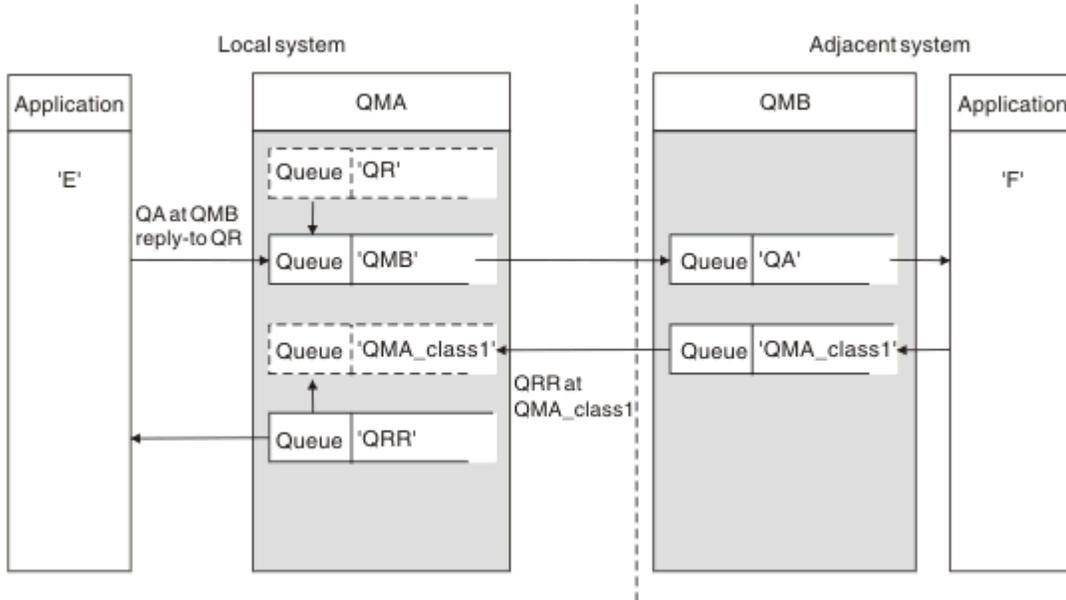 Local system
Adjacent system
Application
QMA
QMB
Application
'E'
Queue 'QR'
'F'
QA at QMB
reply-to QR
Queue 'QMB'
Queue 'QA'
Queue 'QMA_class1'
Queue 'QMA_class1'
QRR at
QMA_class1
Queue 'QRR'